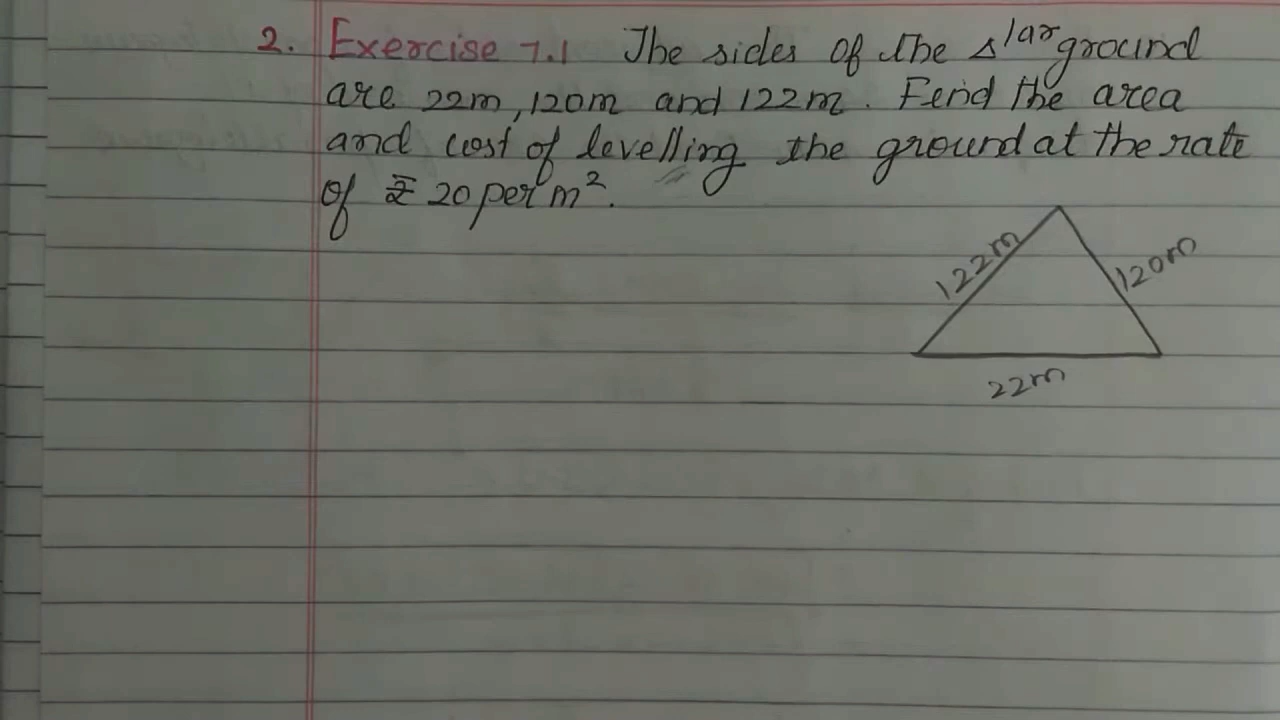 2. Exercise 7.1 The sides of the Δlar ground
are 22m, 120m and 122m. Find the area
and cost of levelling the ground at the rate
of ₹ 20 per m².
122m
120m
22m